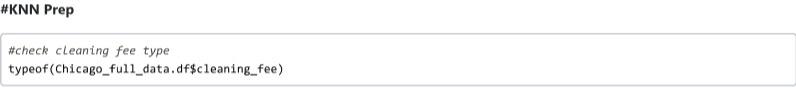 #KNN Prep
#check cleaning fee type
typeof(Chicago_full_data.df$cleaning_fee)